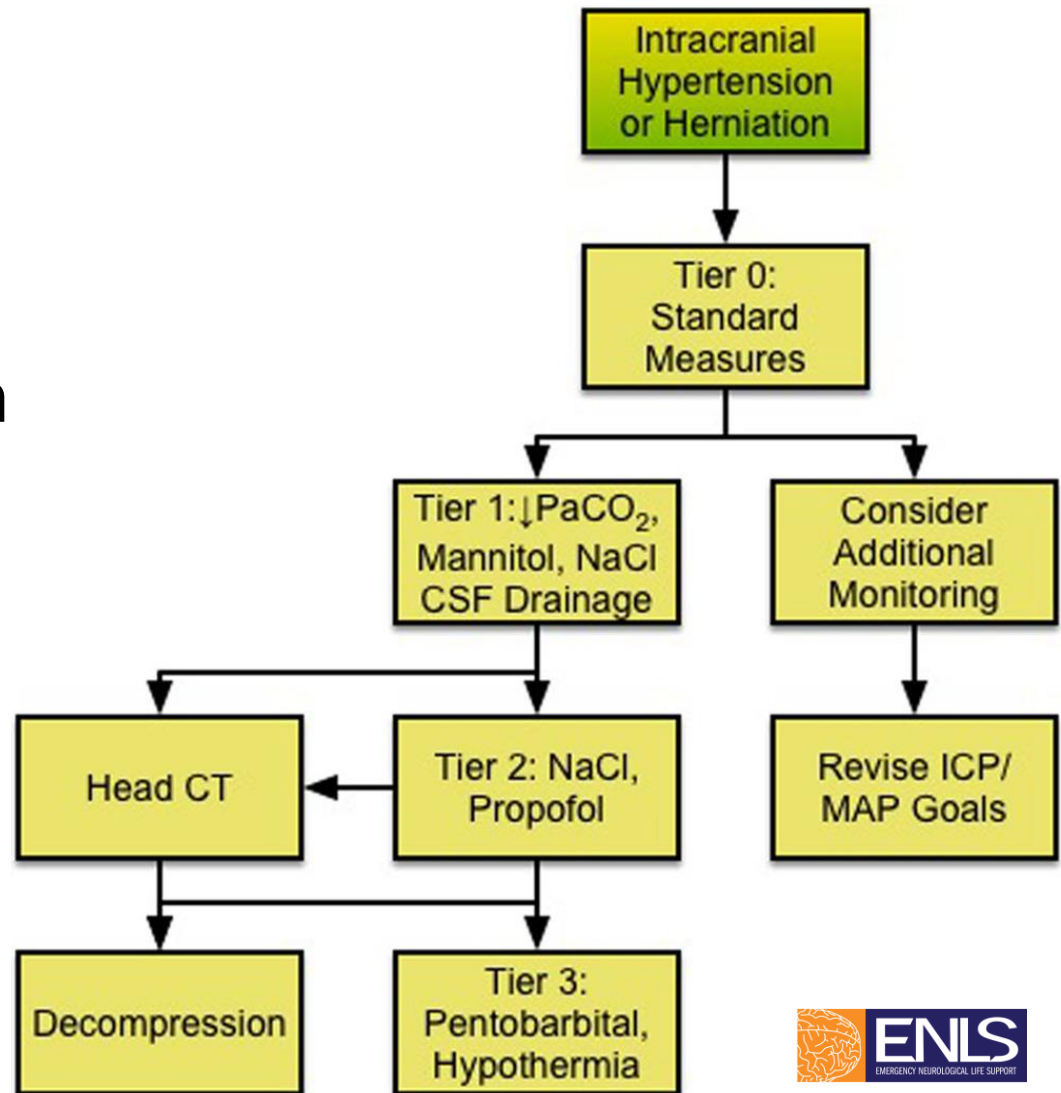 Intracranial
Hypertension
or Herniation
Tier 0:
Standard
Measures
Tier 1:↓PaCO₂,
Mannitol, NaCl
CSF Drainage
Consider
Additional
Monitoring
Head CT
Tier 2: NaCl,
Propofol
Revise ICP/
MAP Goals
Decompression
Tier 3:
Pentobarbital,
Hypothermia
ENLS
EMERGENCY NEUROLOGICAL LIFE SUPPORT